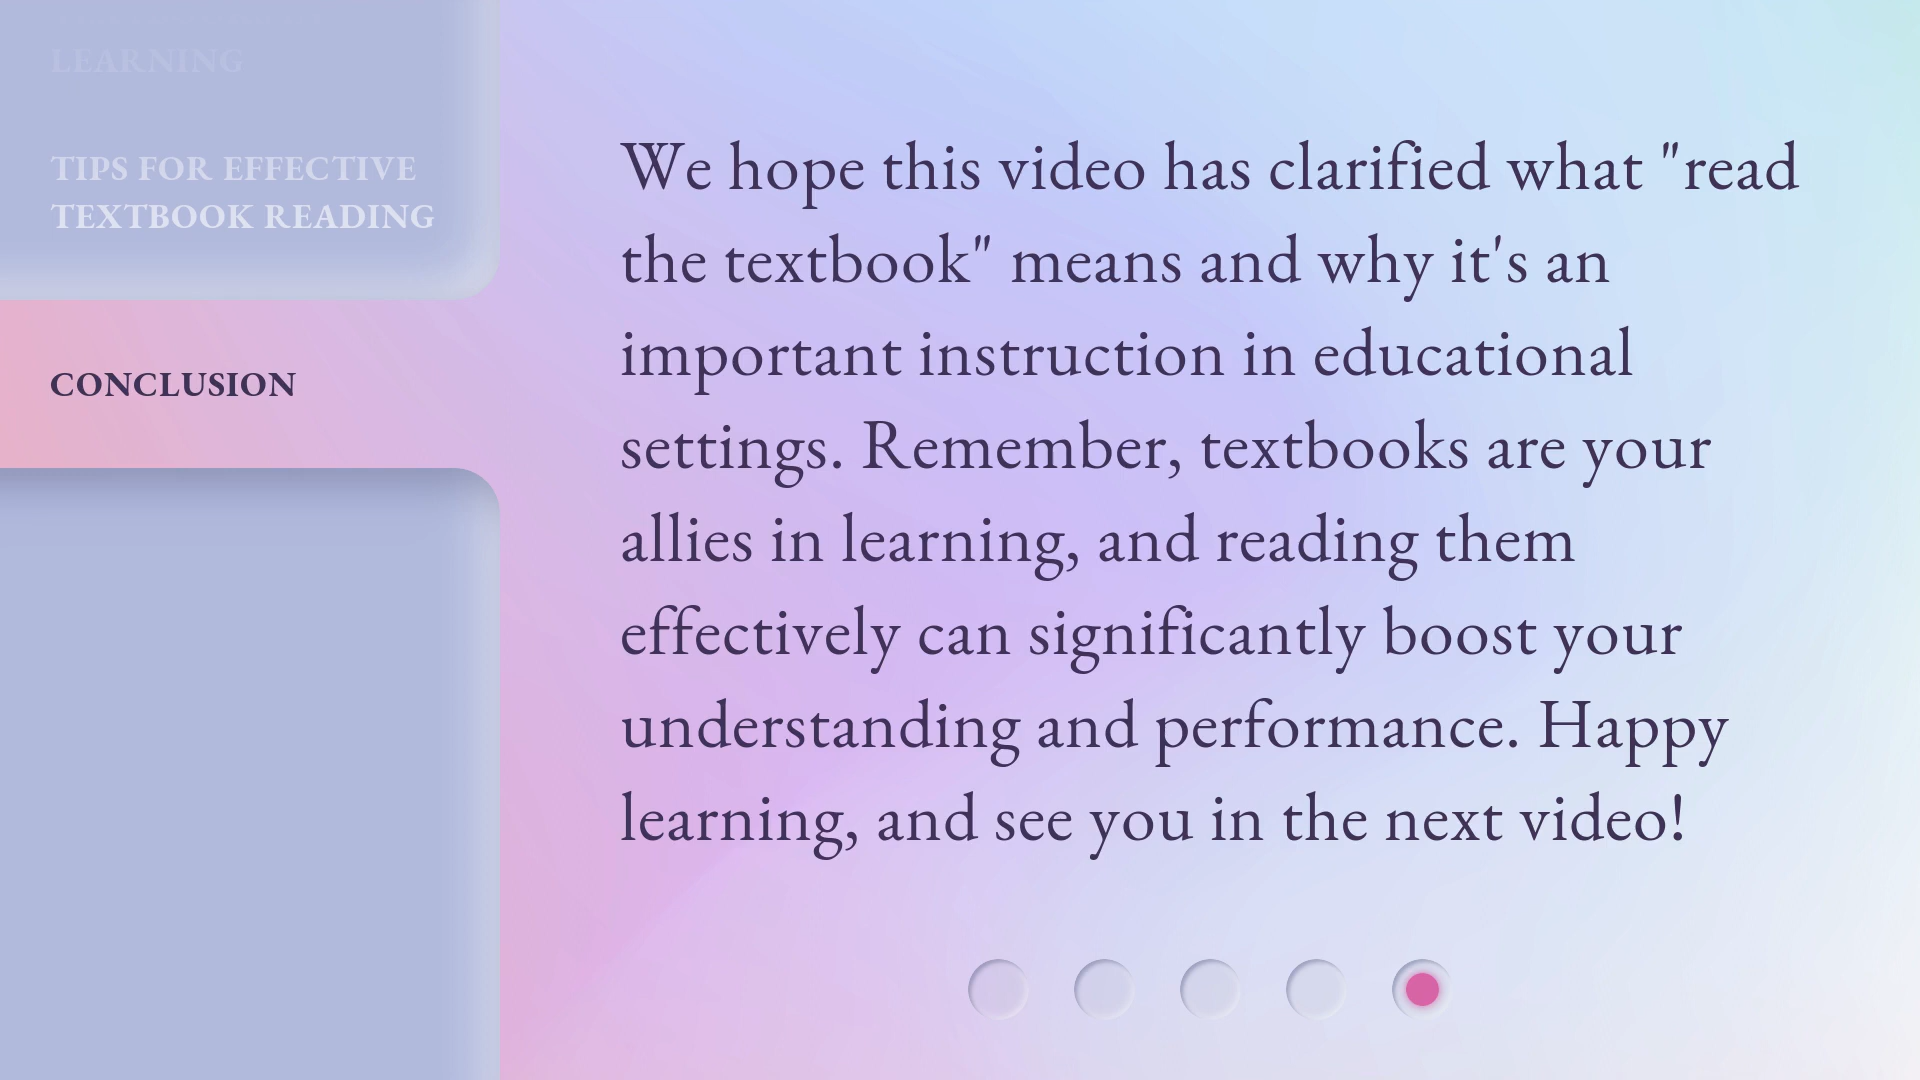 LEARNING
TIPS FOR EFFECTIVE
TEXTBOOK READING
CONCLUSION
We hope this video has clarified what "read
the textbook" means and why it's an
important instruction in educational
settings. Remember, textbooks are your
allies in learning, and reading them
effectively can significantly boost your
understanding and performance. Happy
learning, and see you in the next video!